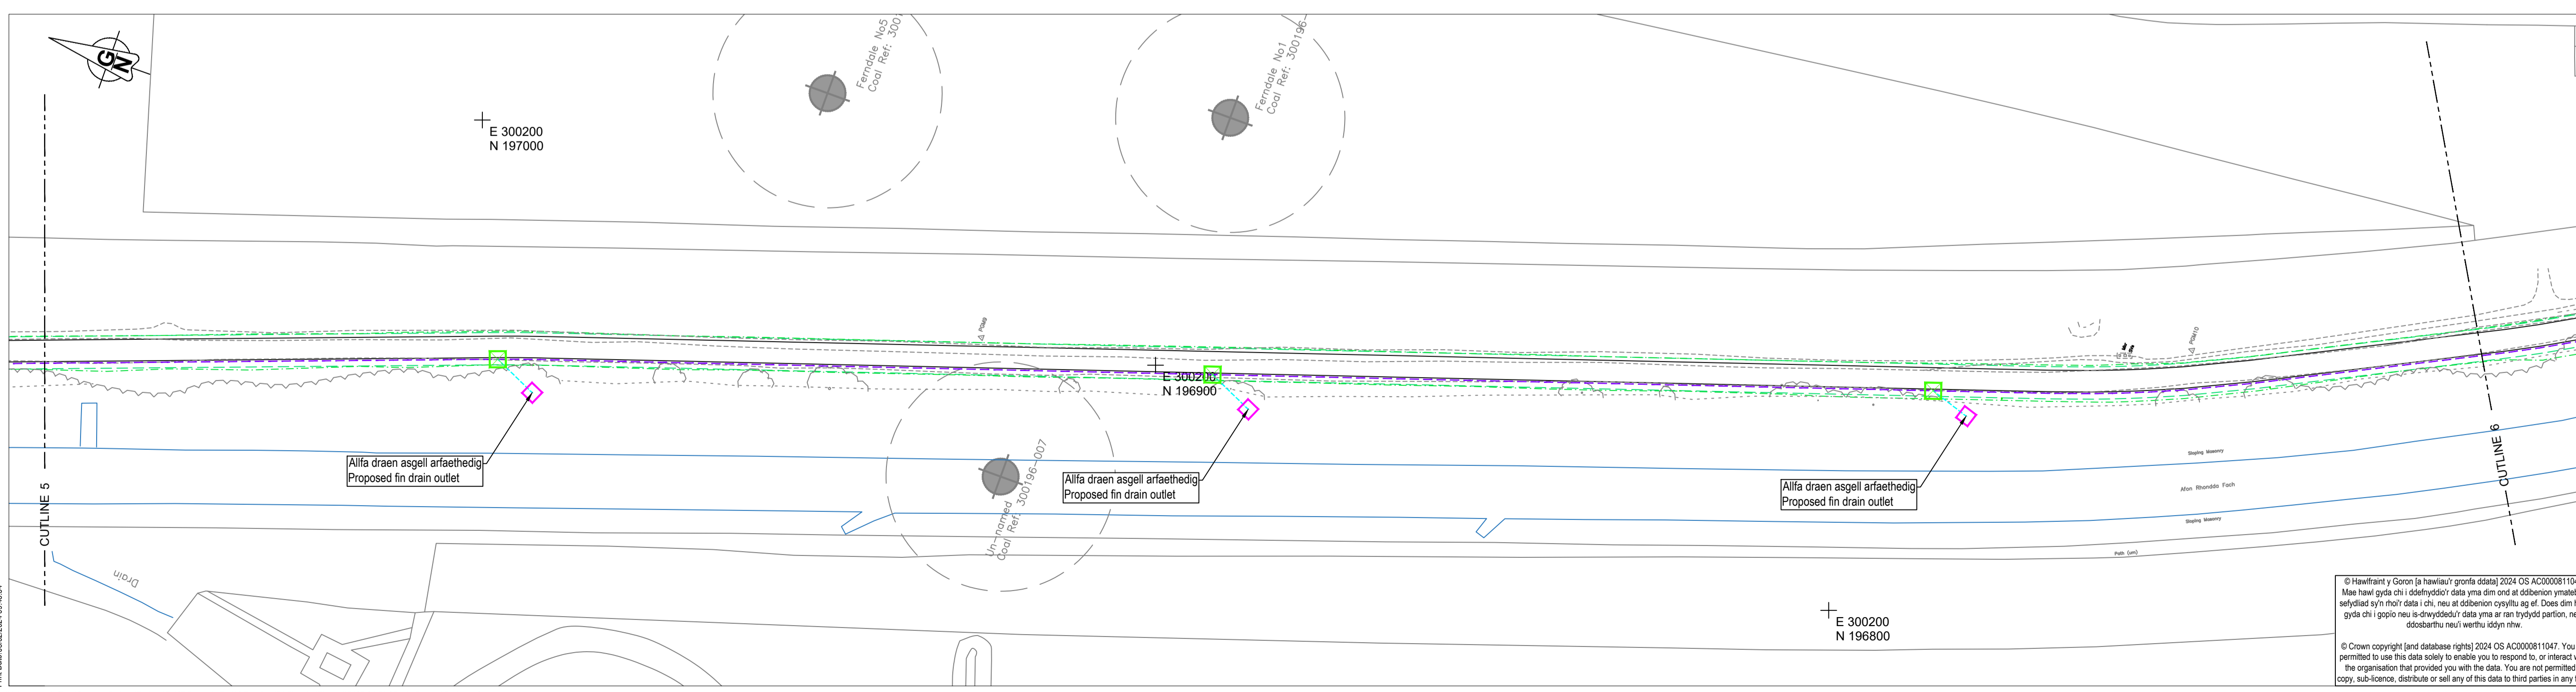 GN
Ferndale No5
Coal Ref:
Ferndale No1
Coal Ref: 300196-
E 300200
N 197000
PGM9
PGM10
E 300200
N 196900
Allfa draen asgell arfaethedig
Proposed fin drain outlet
Allfa draen asgell arfaethedig
Proposed fin drain outlet
Allfa draen asgell arfaethedig
Proposed fin drain outlet
Un-named
Coal Ref: 300196-007
Sloping Masonry
Afon Rhondda Fach
Sloping Masonry
Path (um)
CUTLINE 5
CUTLINE 6
Drain
E 300200
N 196800
© Hawlfraint y Goron [a hawliau'r gronfa ddata] 2024 OS
Mae hawl gyda chi i ddefnyddio'r data yma dim ond at ddibenion
sefydliad sy'n rhoi'r data i chi, neu at ddibenion cysylltu ag ef. Does dim
gyda chi i gopïo neu is-drwyddedu'r data yma ar ran trydydd partïon,
ddosbarthu neu'i werthu iddyn nhw.
© Crown copyright [and database rights] 2024 OS AC0000811047. You
permitted to use this data solely to enable you to respond to, or interact
the organisation that provided you with the data. You are not permitted
copy, sub-licence, distribute or sell any of this data to third parties in any